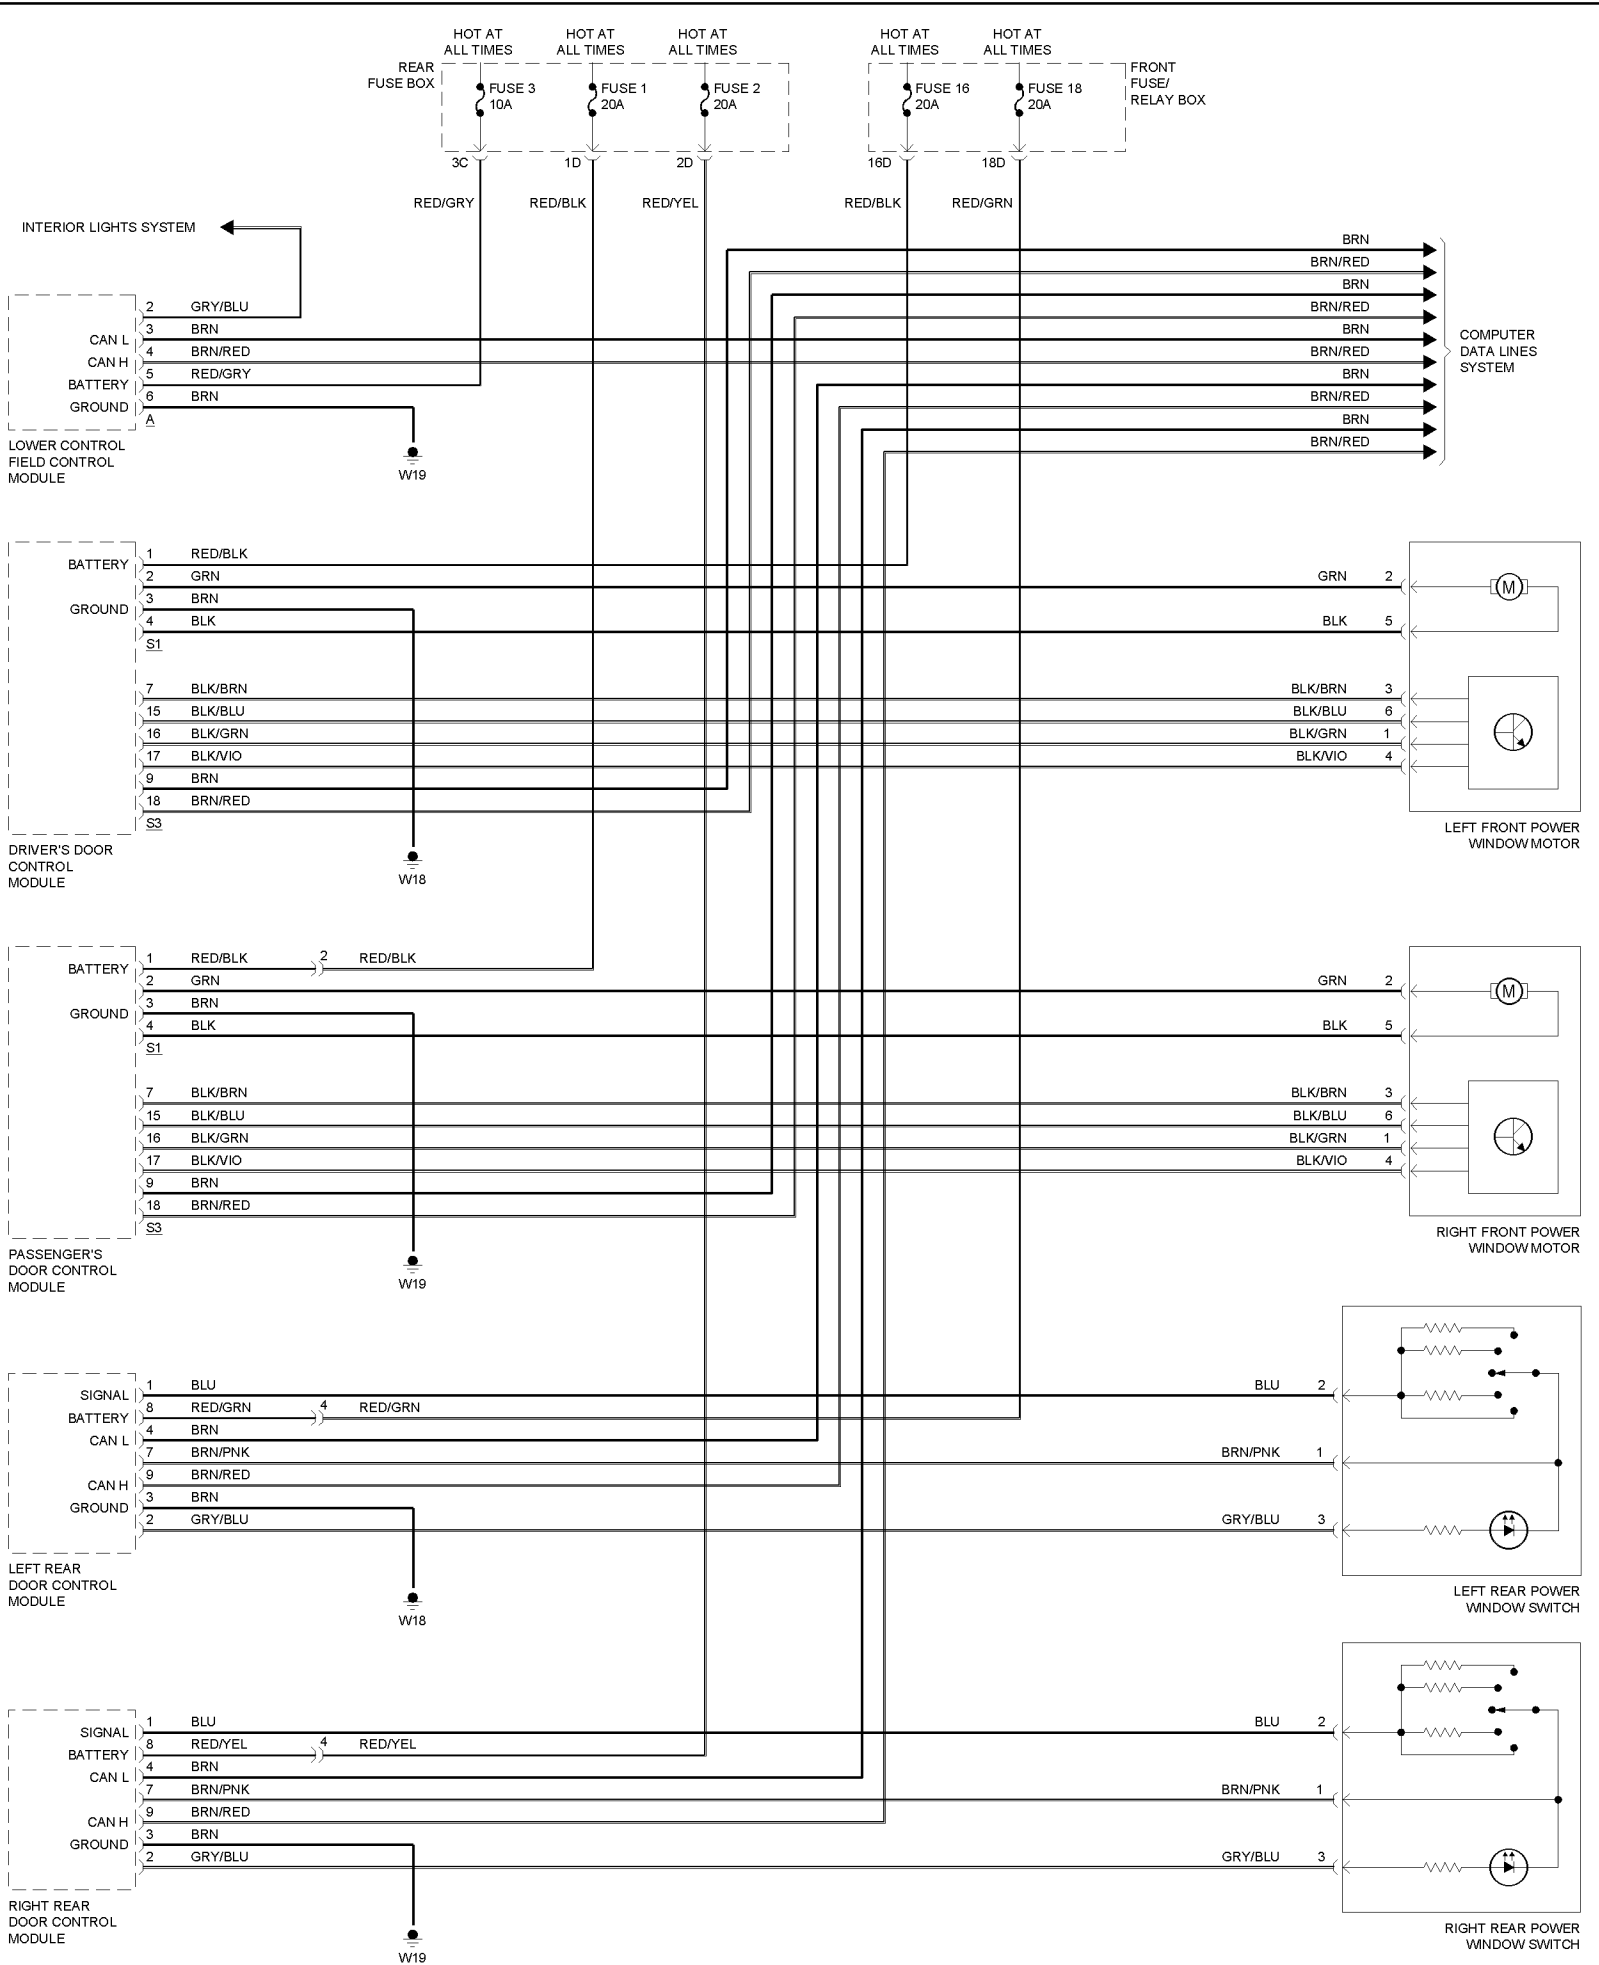 HOT AT
ALL TIMES
HOT AT
ALL TIMES
HOT AT
ALL TIMES
HOT AT
ALL TIMES
HOT AT
ALL TIMES
REAR
FUSE BOX
FUSE 3
10A
FUSE 1
20A
FUSE 2
20A
FUSE 16
20A
FUSE 18
20A
FRONT
FUSE/
RELAY BOX
3C
1D
2D
16D
18D
RED/GRY
RED/BLK
RED/YEL
RED/BLK
RED/GRN
INTERIOR LIGHTS SYSTEM
BRN
BRN/RED
BRN
BRN/RED
BRN
BRN/RED
BRN
BRN/RED
BRN
BRN/RED
COMPUTER
DATA LINES
SYSTEM
2 GRY/BLU
CAN L 3 BRN
CAN H 4 BRN/RED
BATTERY 5 RED/GRY
GROUND 6 BRN
A
LOWER CONTROL
FIELD CONTROL
MODULE
W19
BATTERY 1 RED/BLK
2 GRN
GROUND 3 BRN
4 BLK
S1
7 BLK/BRN
15 BLK/BLU
16 BLK/GRN
17 BLK/VIO
9 BRN
18 BRN/RED
S3
DRIVER'S DOOR
CONTROL
MODULE
W18
GRN 2
M
BLK 5
BLK/BRN 3
BLK/BLU 6
BLK/GRN 1
BLK/VIO 4
LEFT FRONT POWER
WINDOW MOTOR
BATTERY 1 RED/BLK 2 RED/BLK
2 GRN
GROUND 3 BRN
4 BLK
S1
7 BLK/BRN
15 BLK/BLU
16 BLK/GRN
17 BLK/VIO
9 BRN
18 BRN/RED
S3
PASSENGER'S
DOOR CONTROL
MODULE
W19
GRN 2
M
BLK 5
BLK/BRN 3
BLK/BLU 6
BLK/GRN 1
BLK/VIO 4
RIGHT FRONT POWER
WINDOW MOTOR
SIGNAL 1 BLU
BATTERY 8 RED/GRN 4 RED/GRN
CAN L 4 BRN
7 BRN/PNK
CAN H 9 BRN/RED
GROUND 3 BRN
2 GRY/BLU
LEFT REAR
DOOR CONTROL
MODULE
W18
BLU 2
BRN/PNK 1
GRY/BLU 3
LEFT REAR POWER
WINDOW SWITCH
SIGNAL 1 BLU
BATTERY 8 RED/YEL 4 RED/YEL
CAN L 4 BRN
7 BRN/PNK
CAN H 9 BRN/RED
GROUND 3 BRN
2 GRY/BLU
RIGHT REAR
DOOR CONTROL
MODULE
W19
BLU 2
BRN/PNK 1
GRY/BLU 3
RIGHT REAR POWER
WINDOW SWITCH